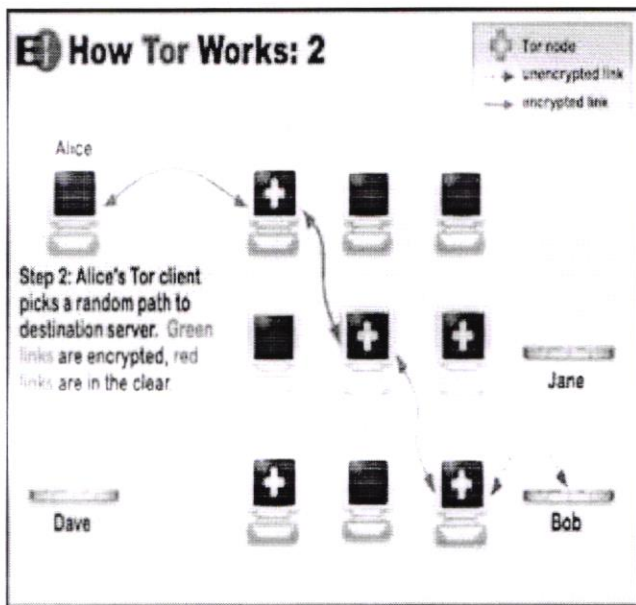 How Tor Works: 2
Tor node
unencrypted link
encrypted link
Alice
Step 2: Alice's Tor client
picks a random path to
destination server. Green
links are encrypted, red
links are in the clear
Jane
Dave
Bob